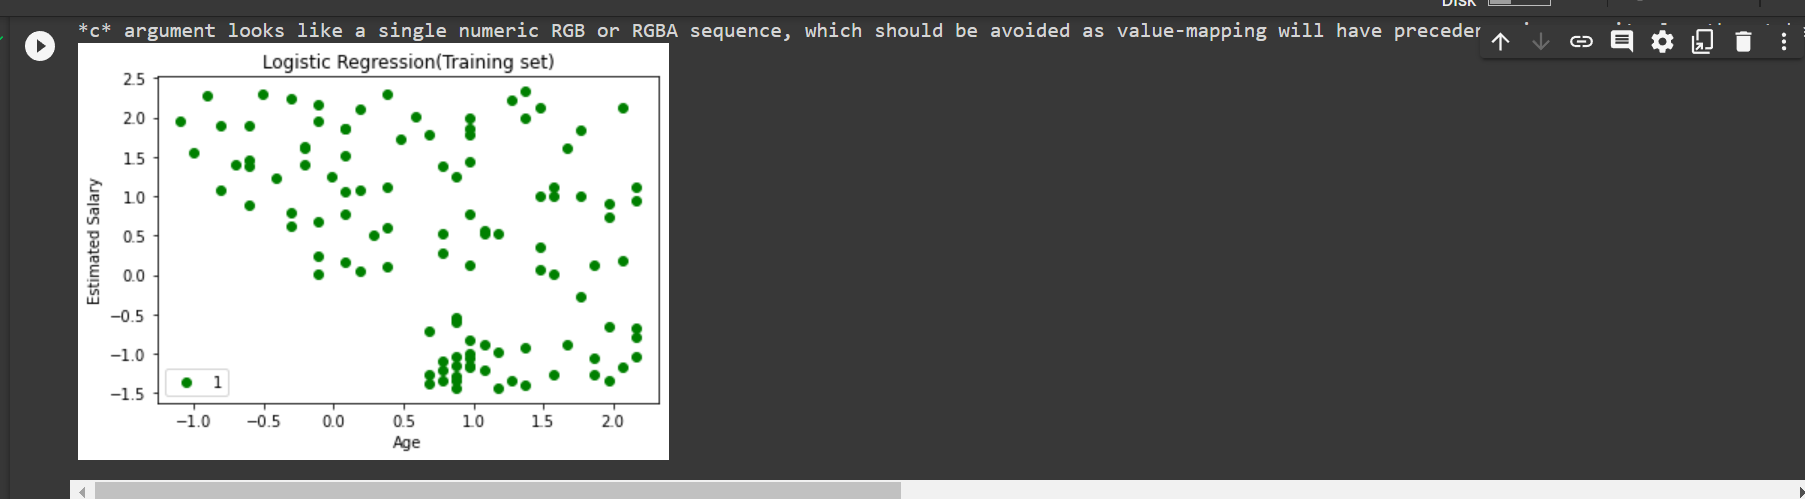 Disk
*c* argument looks like a single numeric RGB or RGBA sequence, which should be avoided as value-mapping will have
Logistic Regression(Training set)
2.5
2.0
1.5
1.0
0.5
0.0
−0.5
−1.0
−1.5
Estimated Salary
1
−1.0 −0.5 0.0 0.5 1.0 1.5 2.0
Age